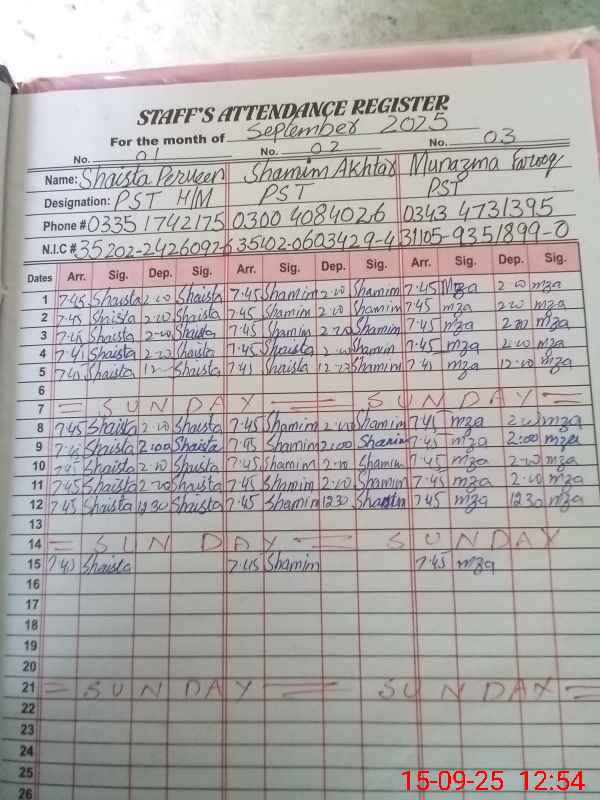 STAFF'S ATTENDANCE REGISTER
For the month of September 2025
No. 01 No. 02 No. 03
Name: Shaista Perveen Shamim Akhtar Munazma Farooq
Designation: PST H/M PST PST
Phone # 0335 1742175 0300 4084026 0343 4731395
N.I.C # 35202-2426092-6 35402-0603429-4 31105-9351899-0
Dates Arr. Sig. Dep. Sig. Arr. Sig. Dep. Sig. Arr. Sig. Dep. Sig.
1 7.45 Shaista 2.00 Shaista 7.45 Shamim 2.00 Shamim 7.45 Mza 2.00 mza
2 7.45 Shaista 2.00 Shaista 7.45 Shamim 2.00 Shamim 7.45 mza 2.00 mza
3 7.45 Shaista 2.00 Shaista 7.45 Shamim 2.00 Shamim 7.45 mza 2.00 mza
4 7.45 Shaista 2.00 Shaista 7.45 Shaista 2.00 Shamim 7.45 mza 2.00 mza
5 7.45 Shaista Shaista 7.45 Shaista Shamim 7.45 mza mza
6
7 = SUNDAY = SUNDAY =
8 7.45 Shaista 2.00 Shaista 7.45 Shamim 2.00 Shamim 7.45 mza 2.00 mza
9 7.45 Shaista 2:00 Shaista 7.45 Shamim 2:00 Shamim 7.45 mza 2:00 mza
10 7.45 Shaista 2.00 Shaista 7.45 Shamim 2.00 Shamim 7.45 mza 2.00 mza
11 7.45 Shaista 2.00 Shaista 7.45 Shamim 2.00 Shamim 7.45 mza 2.00 mza
12 7.45 Shaista 1230 Shaista 7.45 Shamim 1230 Shamim 7.45 mza 1230 mza
13
14 = SUNDAY = SUNDAY
15 7.45 Shaista 7.45 Shamim 7.45 mza
16
17
18
19
20
21 = SUNDAY = SUNDAY =
22
23
24
25
26
15-09-25 12:54